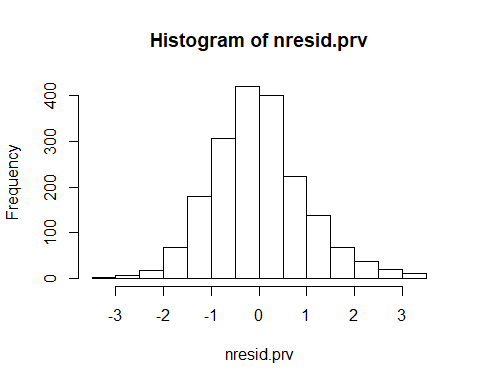 Histogram of nresid.prv
Frequency
400
300
200
100
0
-3 -2 -1 0 1 2 3
nresid.prv